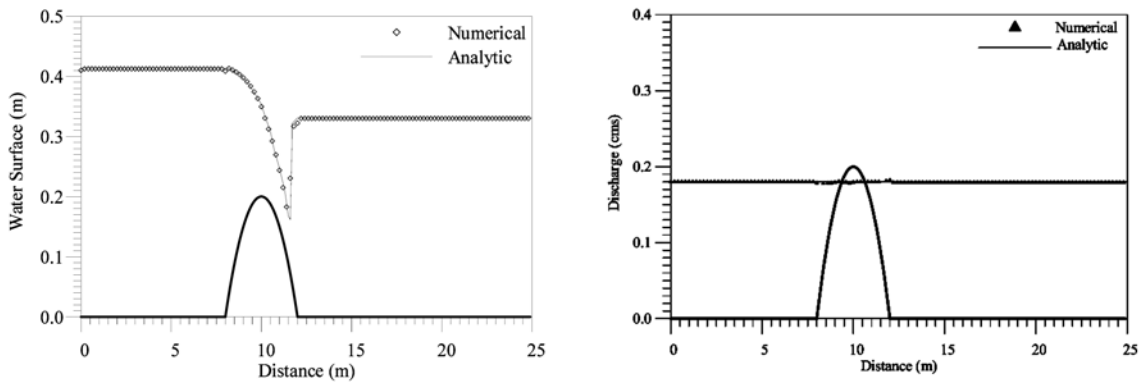 0.5
0.4
0.3
0.2
0.1
0.0
Water Surface (m)
Numerical
Analytic
0 5 10 15 20 25
Distance (m)
0.4
0.3
0.2
0.1
0.0
Discharge (cms)
Numerical
Analytic
0 5 10 15 20 25
Distance (m)